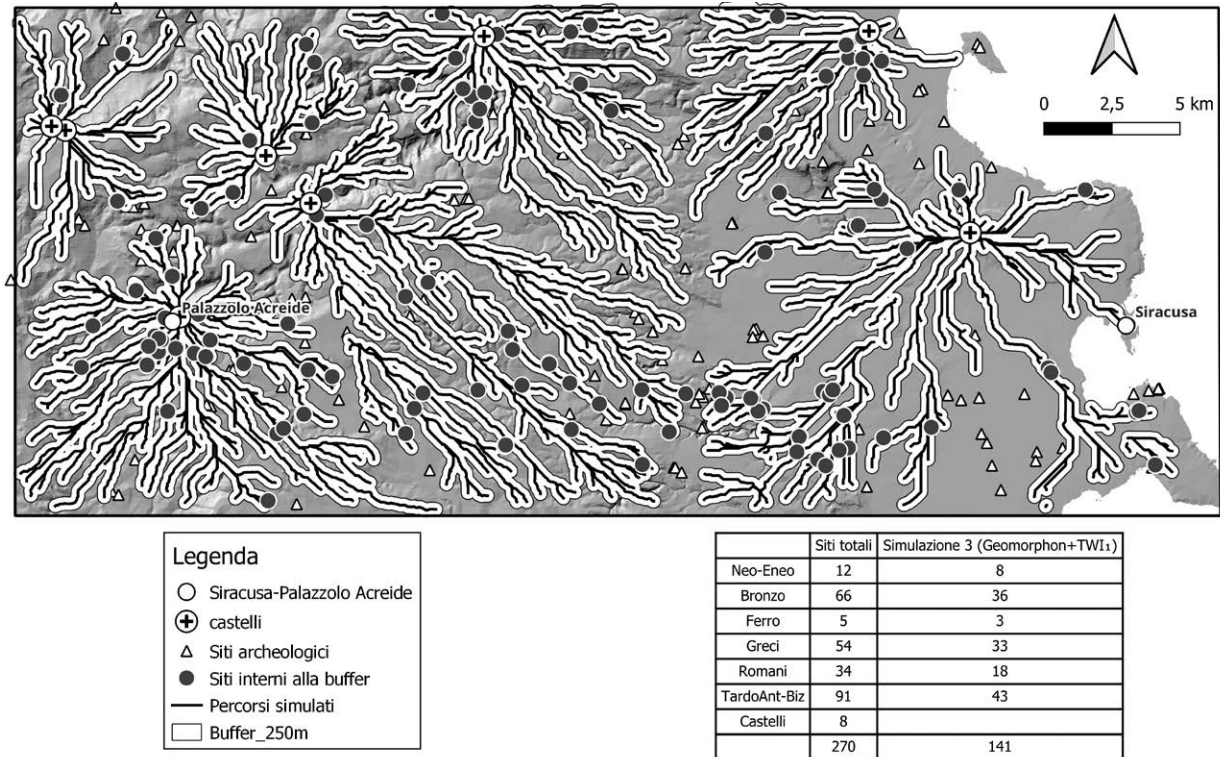 0 2,5 5 km
Palazzolo Acreide
Siracusa
Legenda
Siracusa-Palazzolo Acreide
castelli
Siti archeologici
Siti interni alla buffer
Percorsi simulati
Buffer_250m
Siti totali Simulazione 3 (Geomorphon+TWI₁)
Neo-Eneo 12 8
Bronzo 66 36
Ferro 5 3
Greci 54 33
Romani 34 18
TardoAnt-Biz 91 43
Castelli 8
270 141